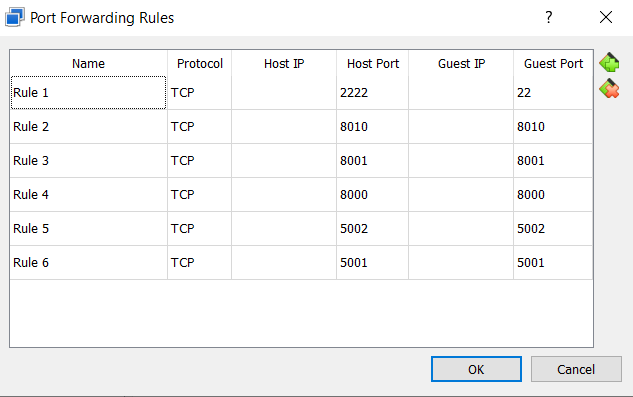 Port Forwarding Rules
Name Protocol Host IP Host Port Guest IP Guest Port
Rule 1 TCP 2222 22
Rule 2 TCP 8010 8010
Rule 3 TCP 8001 8001
Rule 4 TCP 8000 8000
Rule 5 TCP 5002 5002
Rule 6 TCP 5001 5001
OK Cancel